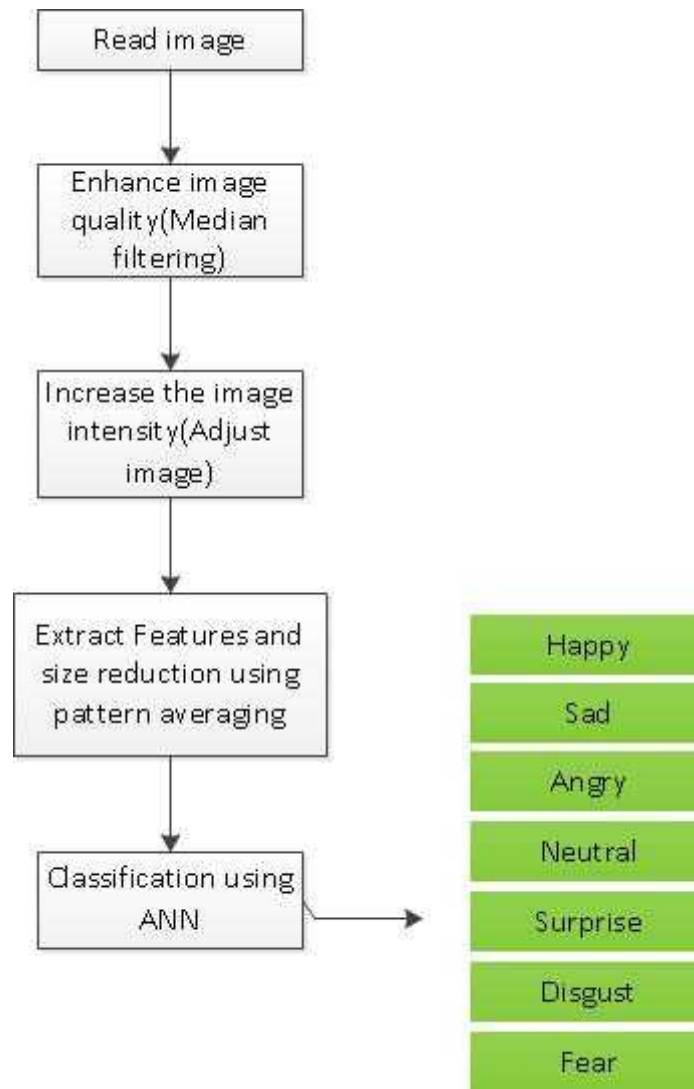 Read image
Enhance image
quality(Median
filtering)
Increase the image
intensity(Adjust
image)
Extract Features and
size reduction using
pattern averaging
Classification using
ANN
Happy
Sad
Angry
Neutral
Surprise
Disgust
Fear